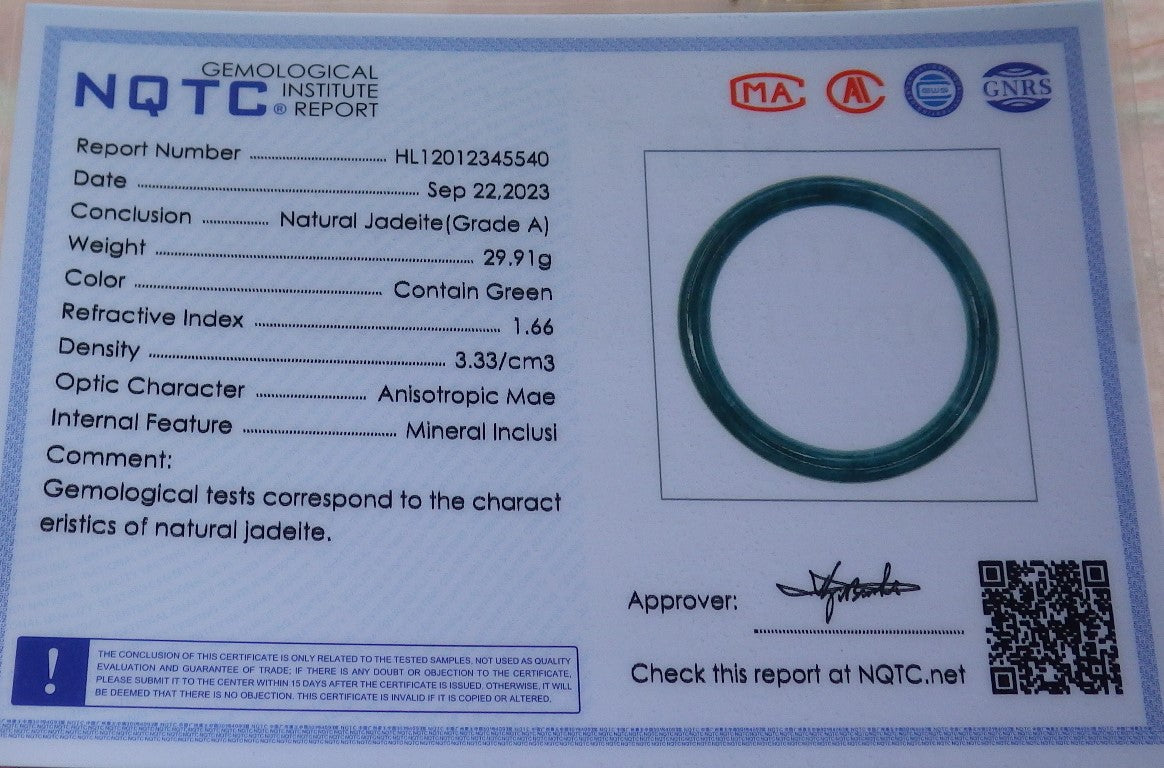 NQTC® GEMOLOGICAL INSTITUTE REPORT
MA
GNRS
Report Number HL12012345540
Date Sep 22,2023
Conclusion Natural Jadeite(Grade A)
Weight 29.91g
Color Contain Green
Refractive Index 1.66
Density 3.33/cm3
Optic Character Anisotropic Mae
Internal Feature Mineral Inclusi
Comment:
Gemological tests correspond to the charact
eristics of natural jadeite.
Approver:
Check this report at NQTC.net
!
THE CONCLUSION OF THIS CERTIFICATE IS ONLY RELATED TO THE TESTED SAMPLES, NOT USED AS QUALITY
EVALUATION AND GUARANTEE OF TRADE; IF THERE IS ANY DOUBT OR OBJECTION TO THE CERTIFICATE,
PLEASE SUBMIT IT TO THE CENTER WITHIN 15 DAYS AFTER THE CERTIFICATE IS ISSUED. OTHERWISE, IT WILL
BE DEEMED THAT THERE IS NO OBJECTION. THIS CERTIFICATE IS INVALID IF IT IS COPIED OR ALTERED.